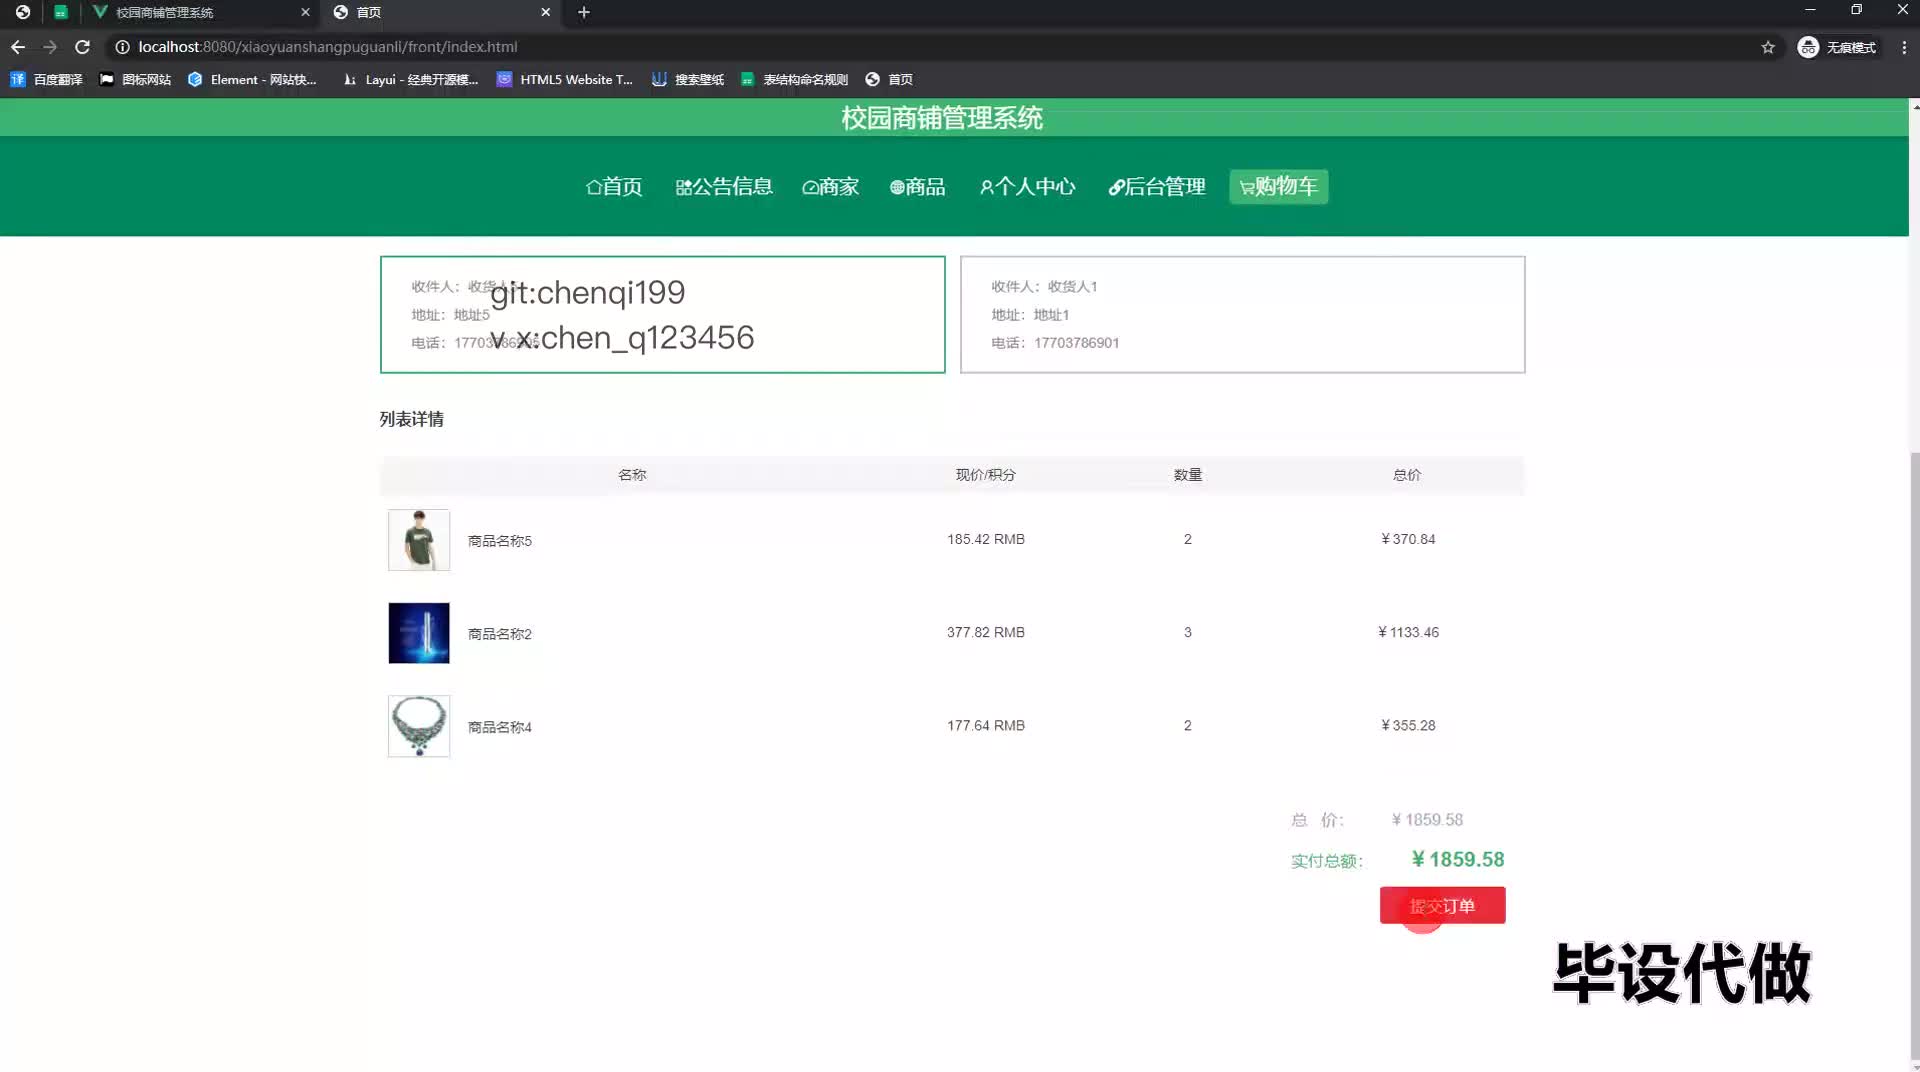 校园商铺管理系统
首页
localhost:8080/xiaoyuanshangpuguanli/front/index.html
无痕模式
百度翻译
图标网站
Element - 网站快...
Layui - 经典开源模...
HTML5 Website T...
搜索壁纸
表结构命名规则
首页
校园商铺管理系统
首页
公告信息
商家
商品
个人中心
后台管理
购物车
收件人：收货人
git:chenqi199
地址：地址5
v x:chen_q123456
电话：
收件人：收货人1
地址：地址1
电话：17703786901
列表详情
名称 现价/积分 数量 总价
商品名称5 185.42 RMB 2 ¥370.84
商品名称2 377.82 RMB 3 ¥1133.46
商品名称4 177.64 RMB 2 ¥355.28
总 价： ¥1859.58
实付总额： ¥1859.58
提交订单
毕设代做